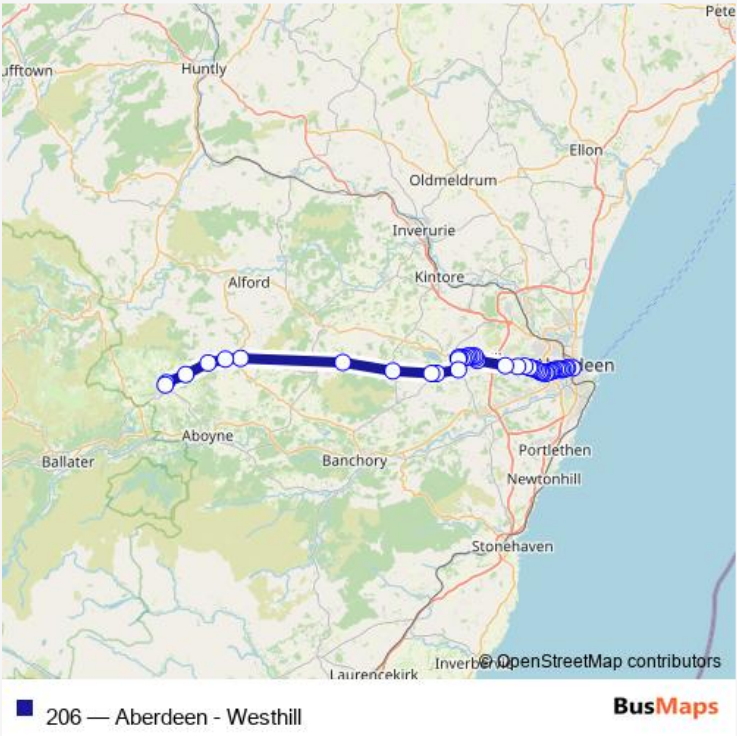 Pete
ufftown
Huntly
Ellon
Oldmeldrum
Inverurie
Kintore
Alford
deen
Aboyne
Ballater
Banchory
Portlethen
Newtonhill
Stonehaven
© OpenStreetMap contributors
Laurencekirk
206 — Aberdeen - Westhill
BusMaps